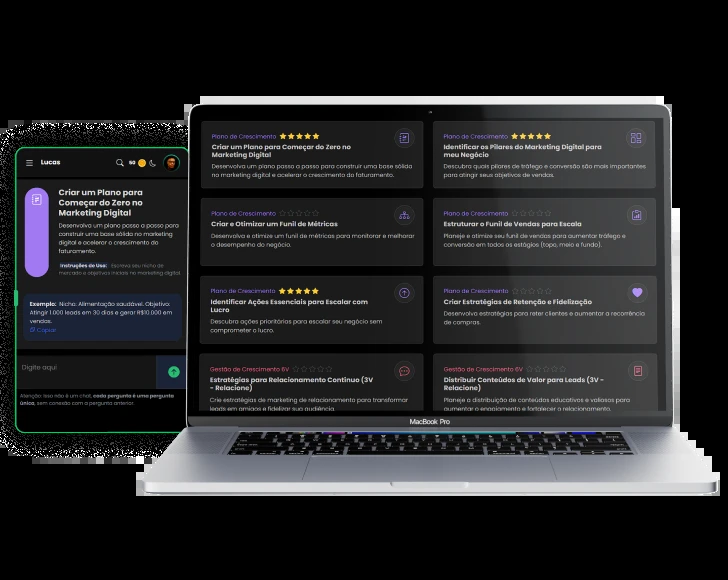 Lucas
50
Criar um Plano para
Começar do Zero no
Marketing Digital
Desenvolva um plano passo a passo para
construir uma base sólida no marketing
digital e acelerar o crescimento do
faturamento.
Instruções de Uso: Escreva seu nicho de
mercado e objetivos iniciais no marketing digital
Exemplo: Nicho: Alimentação saudável. Objetivo:
Atingir 1.000 leads em 30 dias e gerar R$10.000 em
vendas.
Copiar
Digite aqui
Atenção: Isso não é um chat, cada pergunta é uma pergunta
única, sem conexão com a pergunta anterior.
Plano de Crescimento
Criar um Plano para Começar do Zero no
Marketing Digital
Desenvolva um plano passo a passo para construir uma base sólida
no marketing digital e acelerar o crescimento do faturamento.
Plano de Crescimento
Identificar os Pilares do Marketing Digital para
meu Negócio
Descubra quais pilares de tráfego e conversão são mais importantes
para atingir seus objetivos de vendas.
Plano de Crescimento
Criar e Otimizar um Funil de Métricas
Desenvolva e otimize um funil de métricas para monitorar e melhorar
o desempenho do negócio.
Plano de Crescimento
Estruturar o Funil de Vendas para Escala
Planeje e otimize seu funil de vendas para aumentar tráfego e
conversão em todos os estágios (topo, meio e fundo).
Plano de Crescimento
Identificar Ações Essenciais para Escalar com
Lucro
Descubra ações prioritárias para escalar seu negócio sem
comprometer o lucro.
Plano de Crescimento
Criar Estratégias de Retenção e Fidelização
Desenvolva estratégias para reter clientes e aumentar a recorrência
de compras.
Gestão de Crescimento 6V
Estratégias para Relacionamento Contínuo (3V
- Relacione)
Crie estratégias de marketing de relacionamento para transformar
leads em amigos e fidelizar sua audiência.
Gestão de Crescimento 6V
Distribuir Conteúdos de Valor para Leads (3V -
Relacione)
Planeje a distribuição de conteúdos educativos e valiosos para
aumentar o engajamento e fortalecer o relacionamento.
MacBook Pro